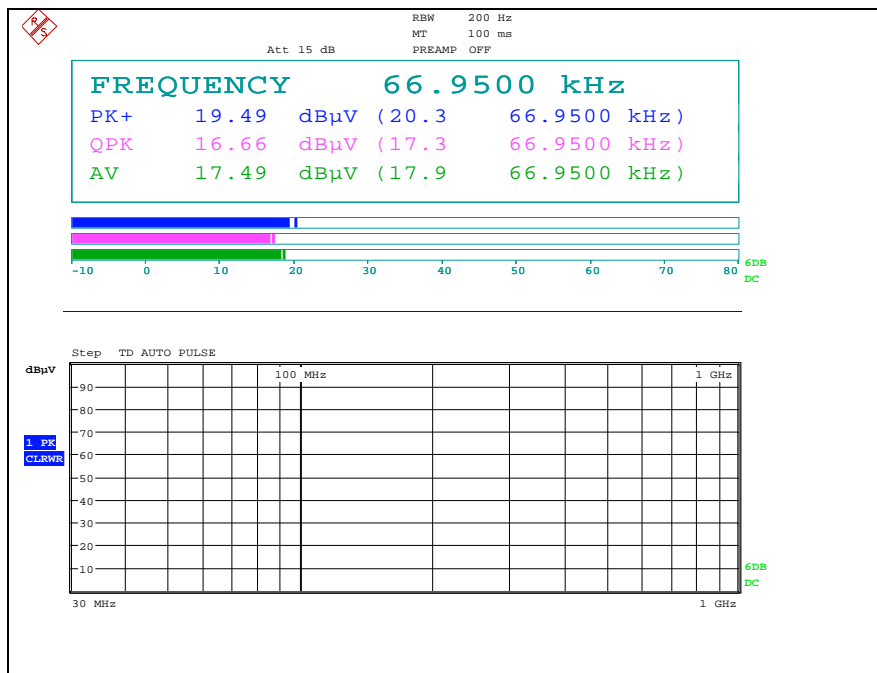 R S
RBW 200 Hz
MT 100 ms
Att 15 dB PREAMP OFF
FREQUENCY 66.9500 kHz
PK+ 19.49 dBµV (20.3 66.9500 kHz)
QPK 16.66 dBµV (17.3 66.9500 kHz)
AV 17.49 dBµV (17.9 66.9500 kHz)
-10 0 10 20 30 40 50 60 70 80 6DB
DC
Step TD AUTO PULSE
dBµV
100 MHz 1 GHz
90
80
70
1 PK
CLRWR
60
50
40
30
20
10
6DB
DC
30 MHz 1 GHz